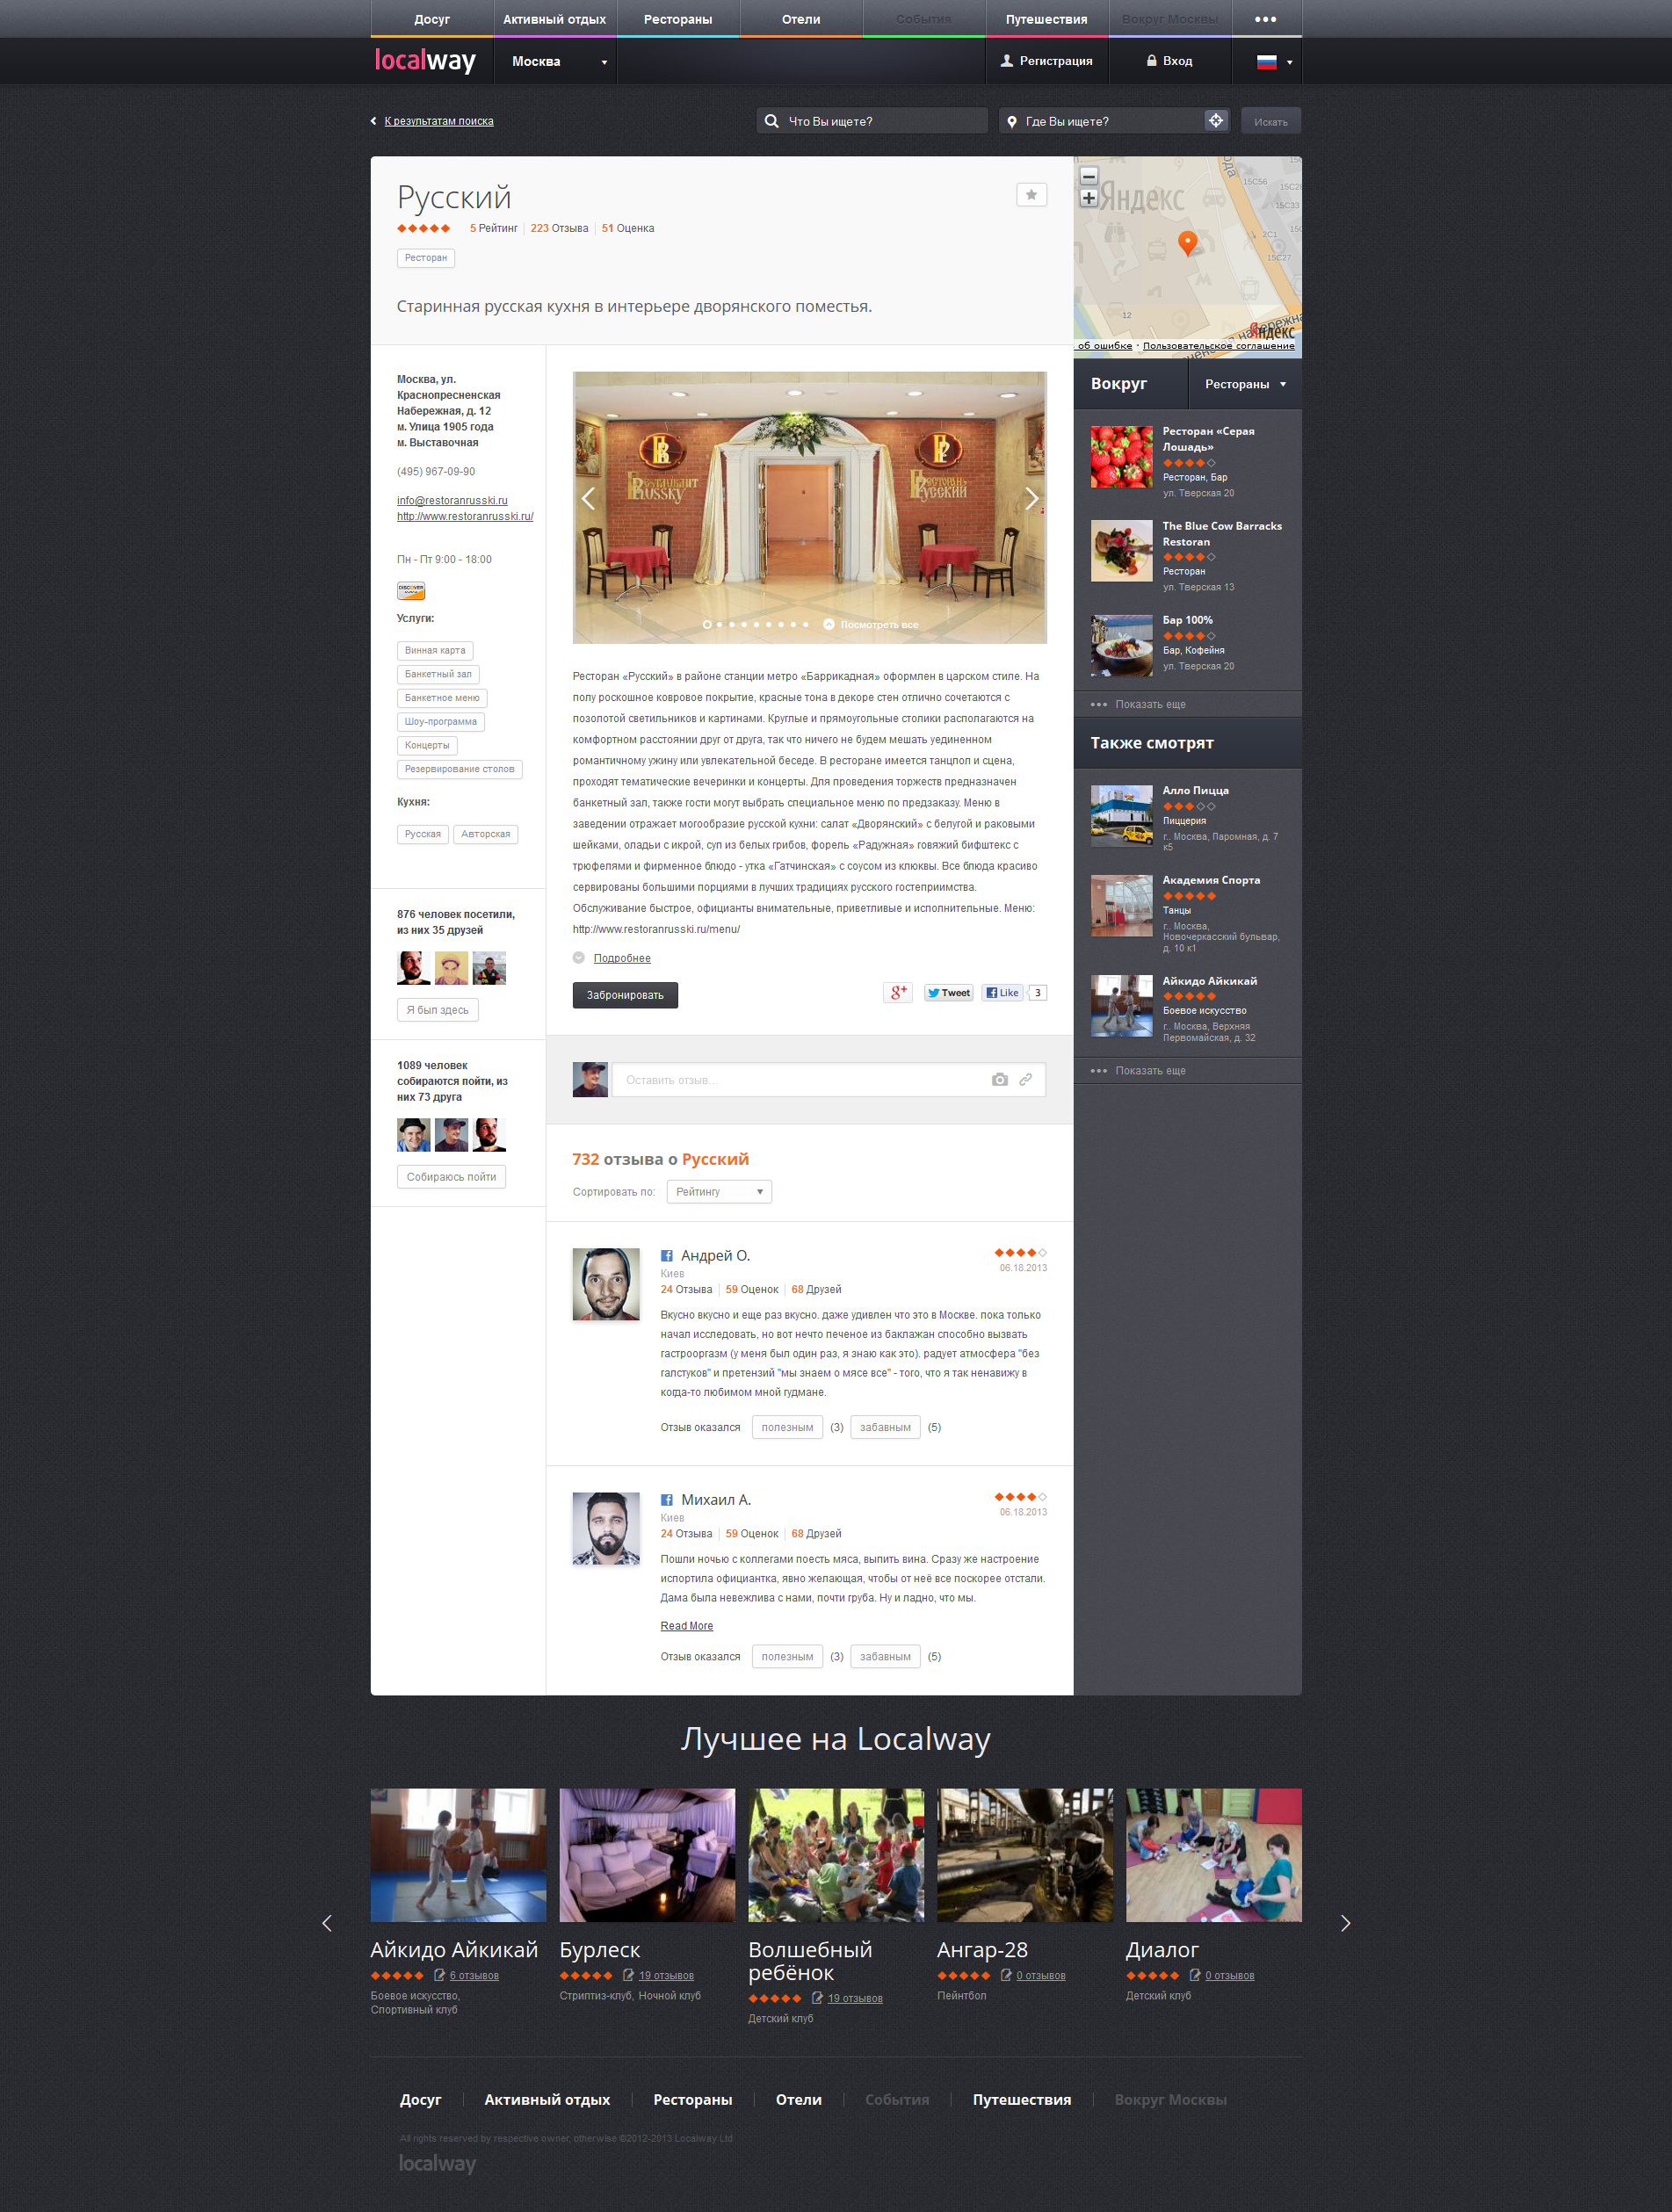 Досуг
Активный отдых
Рестораны
Отели
События
Путешествия
Вокруг Москвы
localway
Москва
Регистрация
Вход
К результатам поиска
Что Вы ищете?
Где Вы ищете?
Искать
Русский
5 Рейтинг
223 Отзыва
51 Оценка
Ресторан
Старинная русская кухня в интерьере дворянского поместья.
Яндекс
15С56
15С33
2С1
15С27
12
Яндекс
об ошибке · Пользовательское соглашение
Москва, ул.
Краснопресненская
Набережная, д. 12
м. Улица 1905 года
м. Выставочная
(495) 967-09-90
info@restoranrusski.ru
http://www.restoranrusski.ru/
Пн - Пт 9:00 - 18:00
DISCOVER
Услуги:
Винная карта
Банкетный зал
Банкетное меню
Шоу-программа
Концерты
Резервирование столов
Кухня:
Русская
Авторская
876 человек посетили,
из них 35 друзей
Я был здесь
1089 человек
собираются пойти, из
них 73 друга
Собираюсь пойти
Restaurant
Russky
Ресторан
Русский
Посмотреть все
Ресторан «Русский» в районе станции метро «Баррикадная» оформлен в царском стиле. На
полу роскошное ковровое покрытие, красные тона в декоре стен отлично сочетаются с
позолотой светильников и картинами. Круглые и прямоугольные столики располагаются на
комфортном расстоянии друг от друга, так что ничего не будем мешать уединенном
романтичному ужину или увлекательной беседе. В ресторане имеется танцпол и сцена,
проходят тематические вечеринки и концерты. Для проведения торжеств предназначен
банкетный зал, также гости могут выбрать специальное меню по предзаказу. Меню в
заведении отражает могообразие русской кухни: салат «Дворянский» с белугой и раковыми
шейками, оладьи с икрой, суп из белых грибов, форель «Радужная» говяжий бифштекс с
трюфелями и фирменное блюдо - утка «Гатчинская» с соусом из клюквы. Все блюда красиво
сервированы большими порциями в лучших традициях русского гостеприимства.
Обслуживание быстрое, официанты внимательные, приветливые и исполнительные. Меню:
http://www.restoranrusski.ru/menu/
Подробнее
Забронировать
g+
Tweet
Like
3
Оставить отзыв...
732 отзыва о Русский
Сортировать по:
Рейтингу
Андрей О.
06.18.2013
Киев
24 Отзыва
59 Оценок
68 Друзей
Вкусно вкусно и еще раз вкусно. даже удивлен что это в Москве. пока только
начал исследовать, но вот нечто печеное из баклажан способно вызвать
гастрооргазм (у меня был один раз, я знаю как это). радует атмосфера "без
галстуков" и претензий "мы знаем о мясе все" - того, что я так ненавижу в
когда-то любимом мной гудмане.
Отзыв оказался
полезным
(3)
забавным
(5)
Михаил А.
06.18.2013
Киев
24 Отзыва
59 Оценок
68 Друзей
Пошли ночью с коллегами поесть мяса, выпить вина. Сразу же настроение
испортила официантка, явно желающая, чтобы от неё все поскорее отстали.
Дама была невежлива с нами, почти груба. Ну и ладно, что мы.
Read More
Отзыв оказался
полезным
(3)
забавным
(5)
Вокруг
Рестораны
Ресторан «Серая
Лошадь»
Ресторан, Бар
ул. Тверская 20
The Blue Cow Barracks
Restoran
Ресторан
ул. Тверская 13
Бар 100%
Бар, Кофейня
ул. Тверская 20
Показать еще
Также смотрят
Алло Пицца
Пиццерия
г.. Москва, Паромная, д. 7
к5
Академия Спорта
Танцы
г.. Москва,
Новочеркасский бульвар,
д. 10 к1
Айкидо Айкикай
Боевое искусство
г.. Москва, Верхняя
Первомайская, д. 32
Показать еще
Лучшее на Localway
Айкидо Айкикай
6 отзывов
Боевое искусство,
Спортивный клуб
Бурлеск
19 отзывов
Стриптиз-клуб, Ночной клуб
Волшебный
ребёнок
19 отзывов
Детский клуб
Ангар-28
0 отзывов
Пейнтбол
Диалог
0 отзывов
Детский клуб
Досуг
Активный отдых
Рестораны
Отели
События
Путешествия
Вокруг Москвы
All rights reserved by respective owner, otherwise ©2012-2013 Localway Ltd
localway